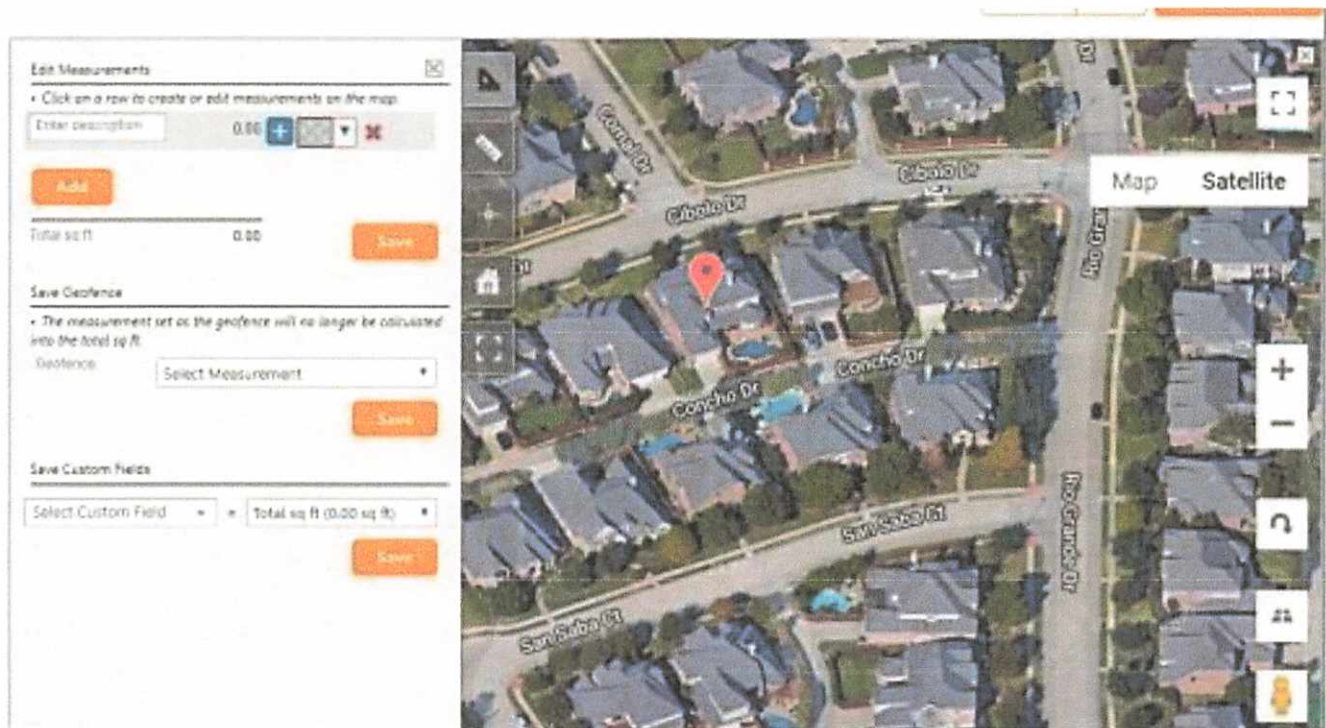 Edit Measurements
• Click on a row to create or edit measurements on the map.
Enter description 0.00
Add
Total sq ft 0.00
Save
Save Geofence
• The measurement set as the geofence will no longer be calculated
into the total sq ft.
Geofence
Select Measurement
Save
Save Custom Fields
Select Custom Field = Total sq ft (0.00 sq ft)
Save
Comal Dr
Cibolo Dr
Cibolo Dr
Map Satellite
Rio Gran
Dr
Concho Dr
Concho Dr
San Saba Ct
San Saba Ct
Rio Grande Dr